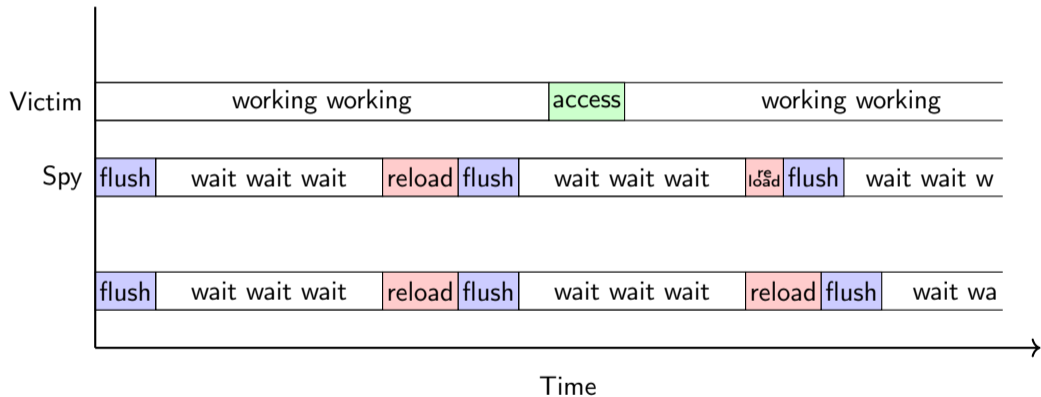 Victim working working access working working
Spy flush wait wait wait reload flush wait wait wait re load flush wait wait w
flush wait wait wait reload flush wait wait wait reload flush wait wa
Time